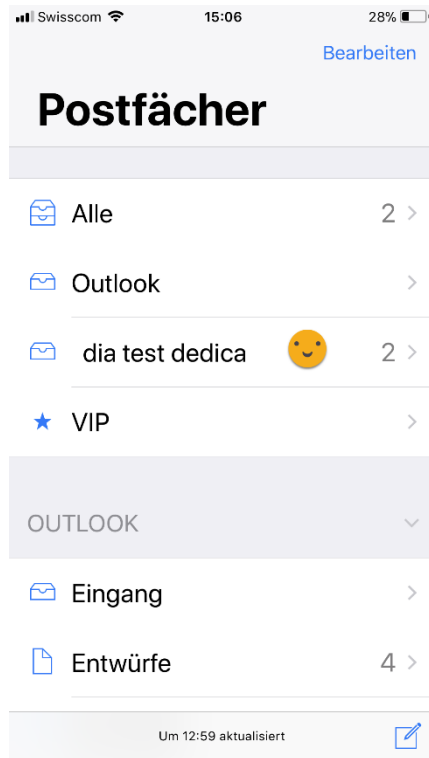 Swisscom 15:06 28%
Bearbeiten
Postfächer
Alle 2
Outlook
dia test dedica 2
VIP
OUTLOOK
Eingang
Entwürfe 4
Um 12:59 aktualisiert